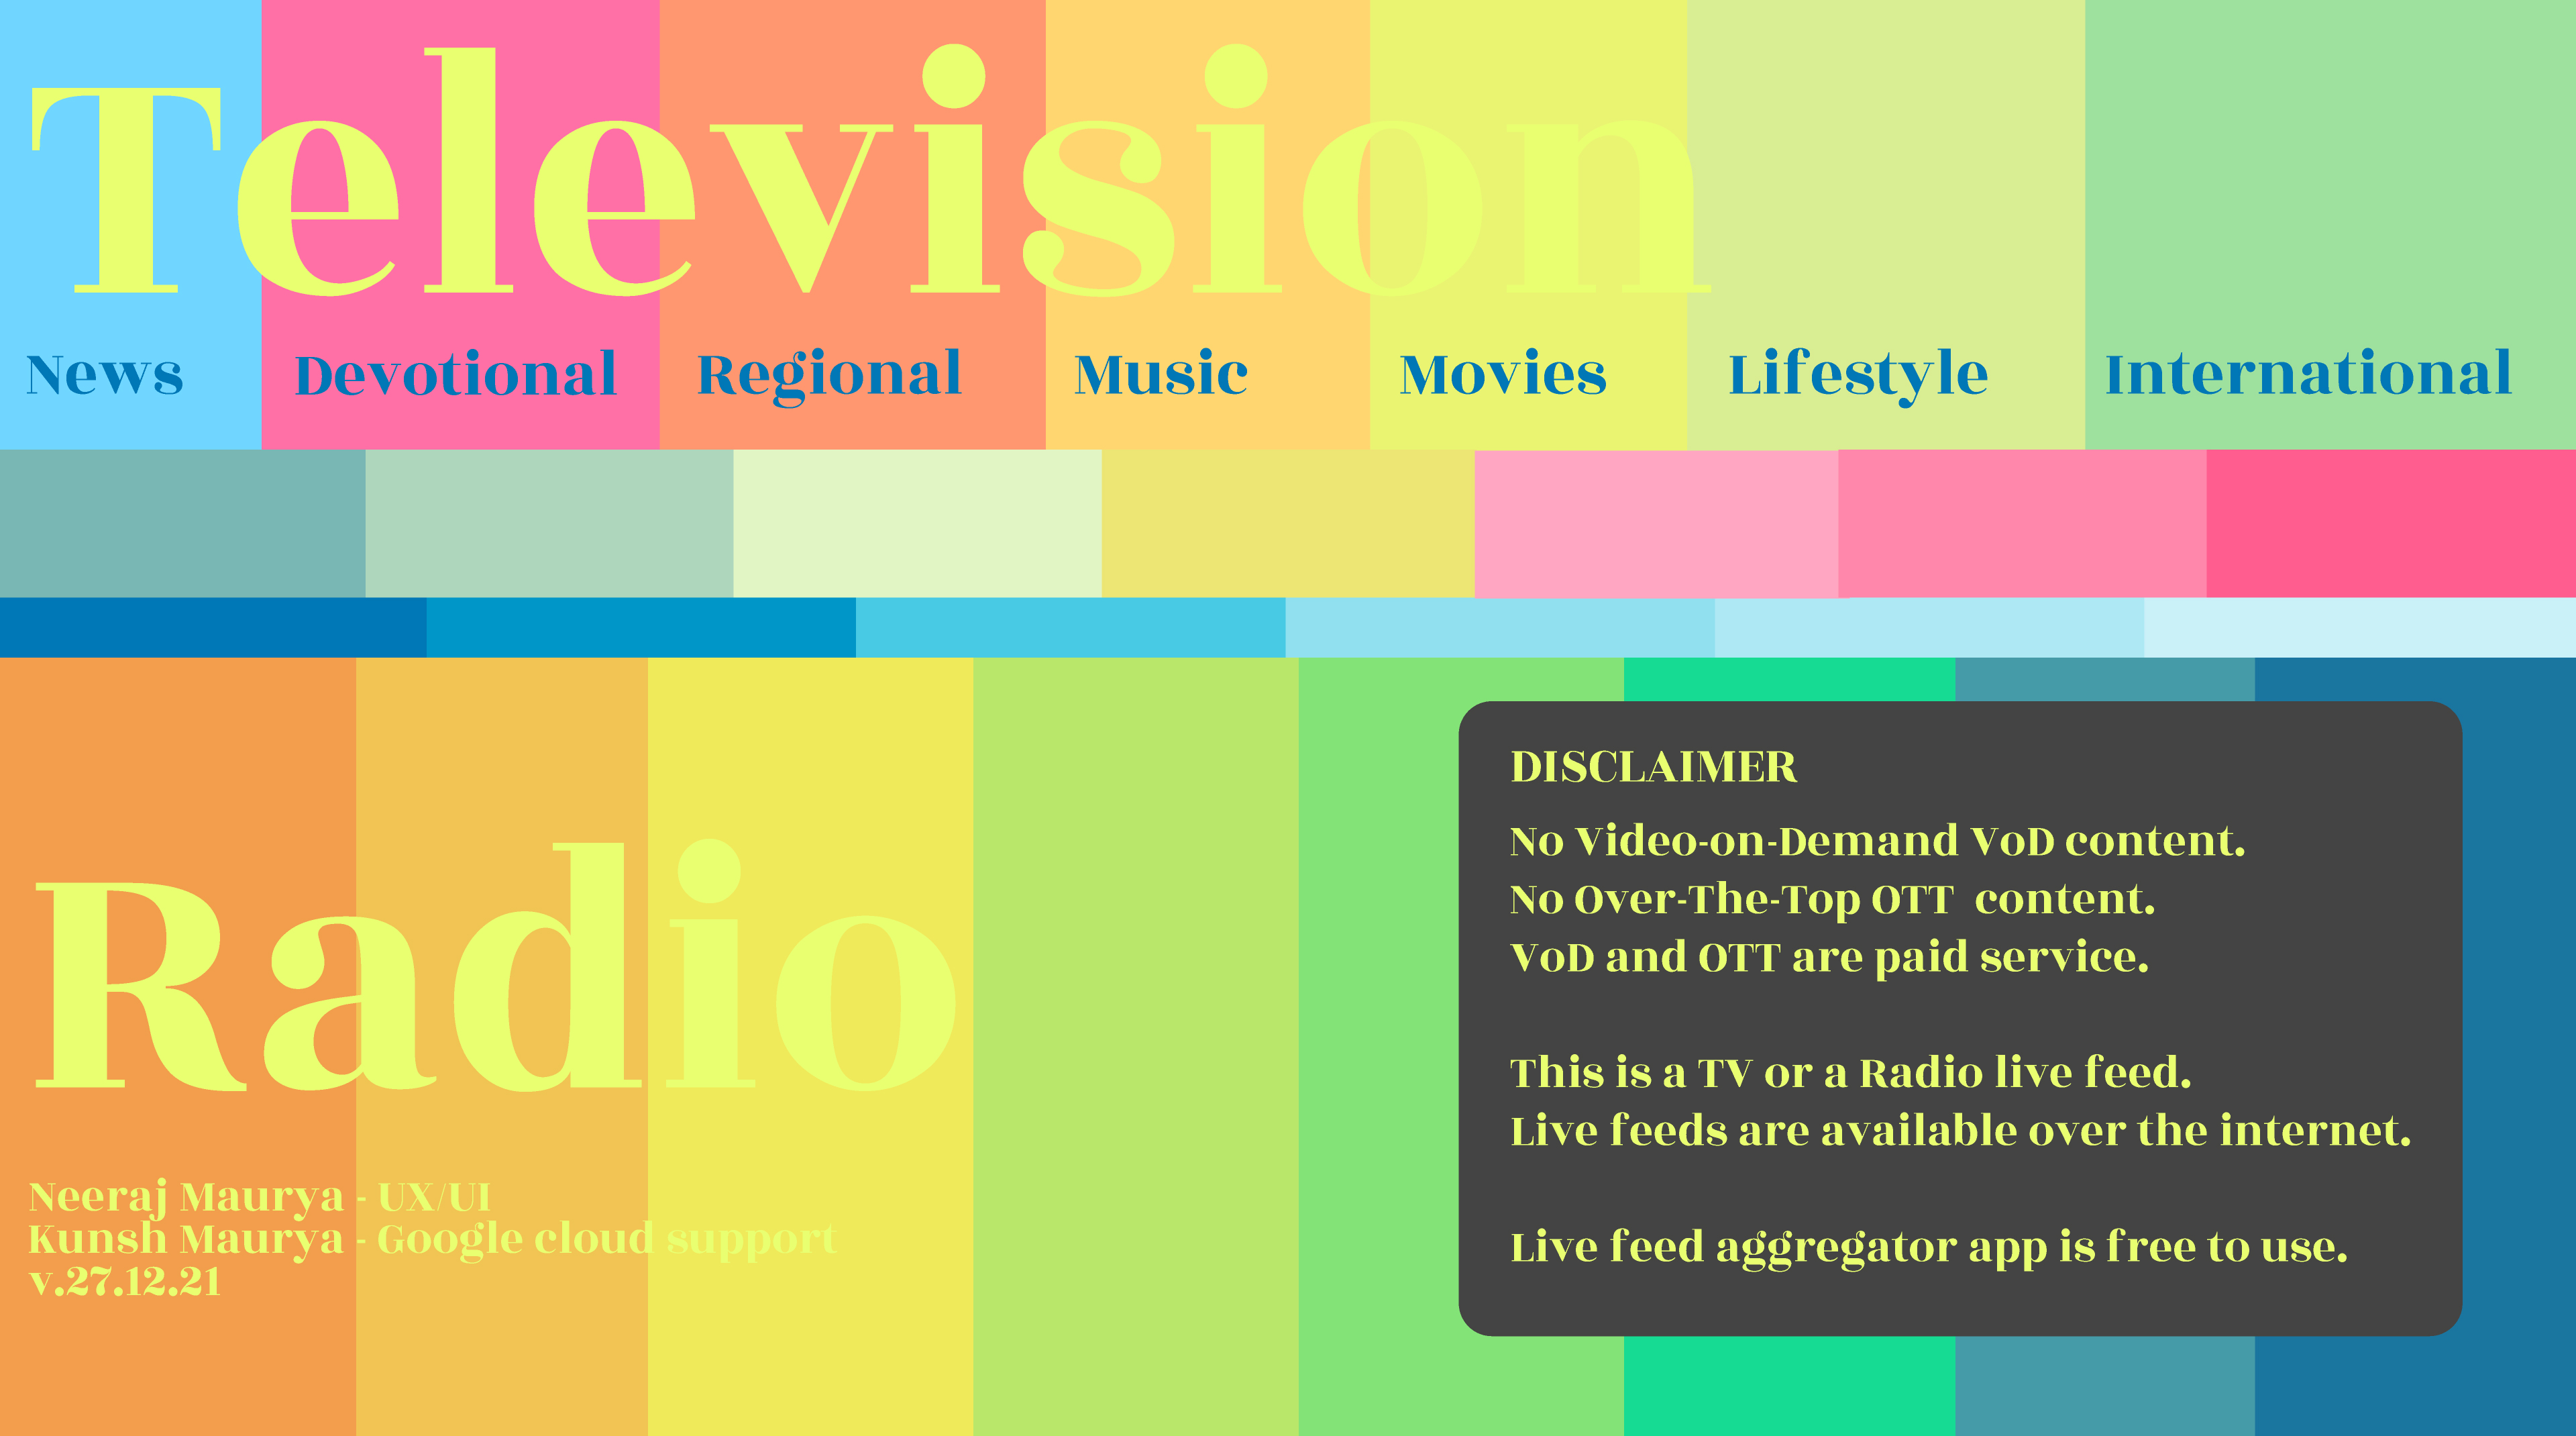 Television
News Devotional Regional Music Movies Lifestyle International
Radio
Neeraj Maurya - UX/UI
Kunsh Maurya - Google cloud support
v.27.12.21
DISCLAIMER
No Video-on-Demand VoD content.
No Over-The-Top OTT  content.
VoD and OTT are paid service.
This is a TV or a Radio live feed.
Live feeds are available over the internet.
Live feed aggregator app is free to use.